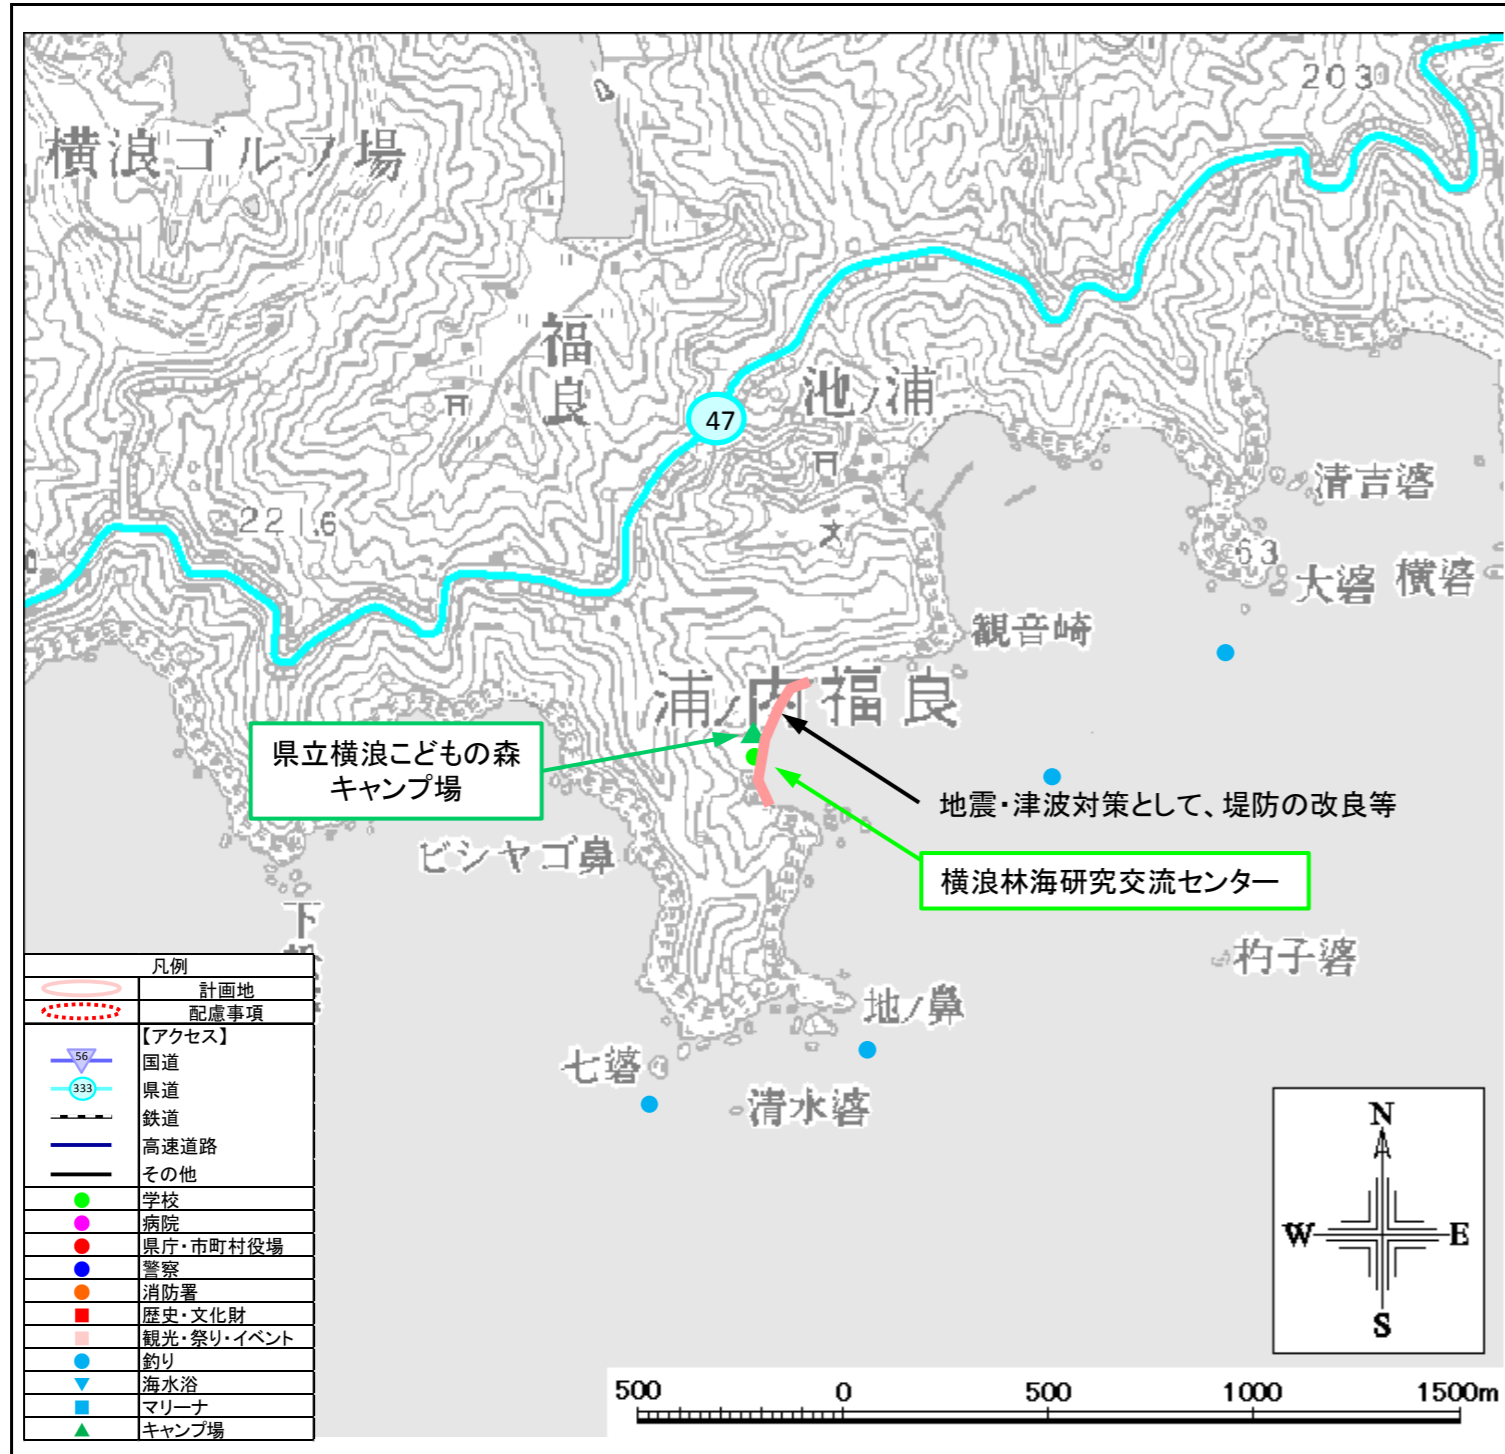 203
横浪ゴルフ場
福良
池ノ浦
47
清吉碆
221.6
63
大碆
横碆
観音崎
浦ノ内福良
県立横浪こどもの森
キャンプ場
地震・津波対策として、堤防の改良等
ビシヤゴ鼻
横浪林海研究交流センター
下
杓子碆
地ノ鼻
七碆
清水碆
凡例
計画地
配慮事項
【アクセス】
56
国道
333
県道
鉄道
高速道路
その他
学校
病院
県庁・市町村役場
警察
消防署
歴史・文化財
観光・祭り・イベント
釣り
海水浴
マリーナ
キャンプ場
N
W
E
S
500 0 500 1000 1500m